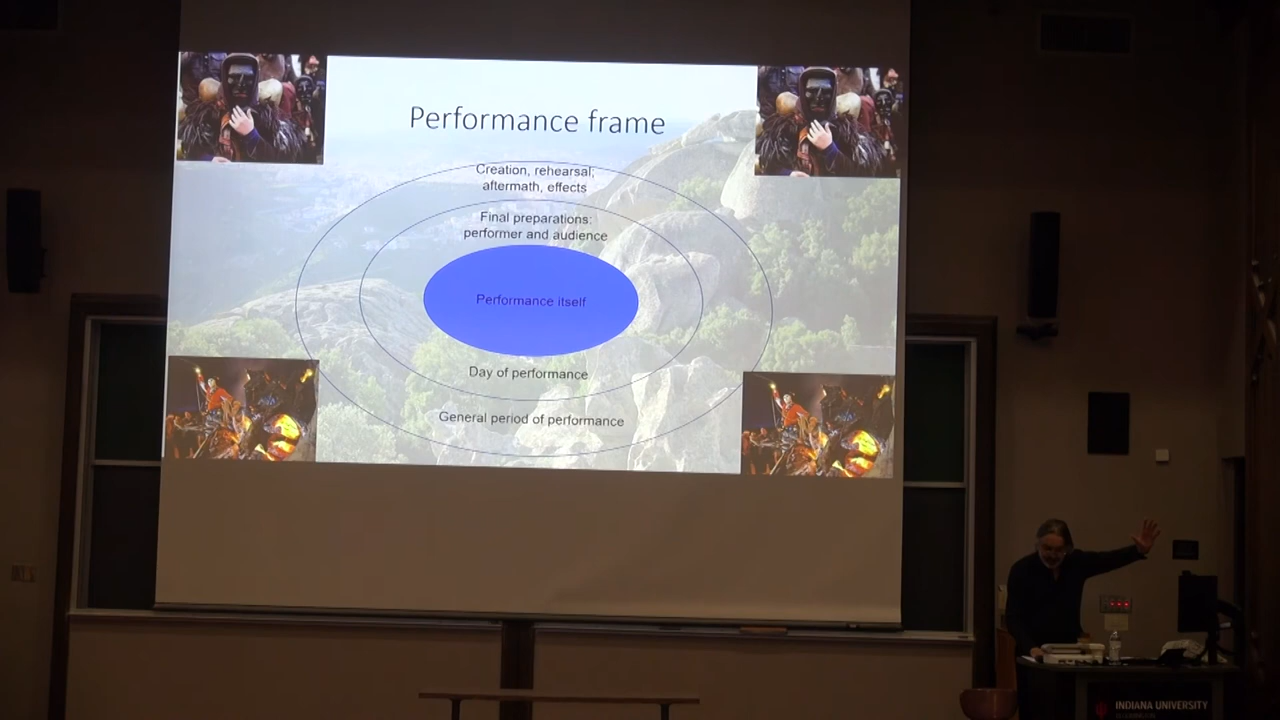 Performance frame
Creation, rehearsal,
aftermath, effects
Final preparations:
performer and audience
Performance itself
Day of performance
General period of performance
INDIANA UNIVERSITY